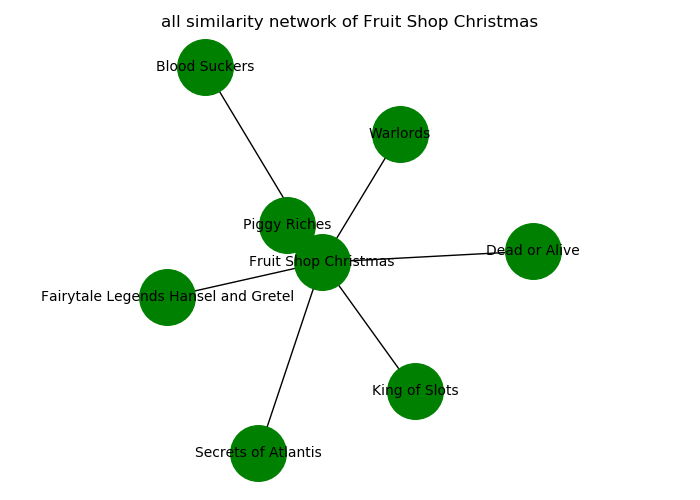 all similarity network of Fruit Shop Christmas
Blood Suckers
Warlords
Piggy Riches
Dead or Alive
Fruit Shop Christmas
Fairytale Legends Hansel and Gretel
King of Slots
Secrets of Atlantis